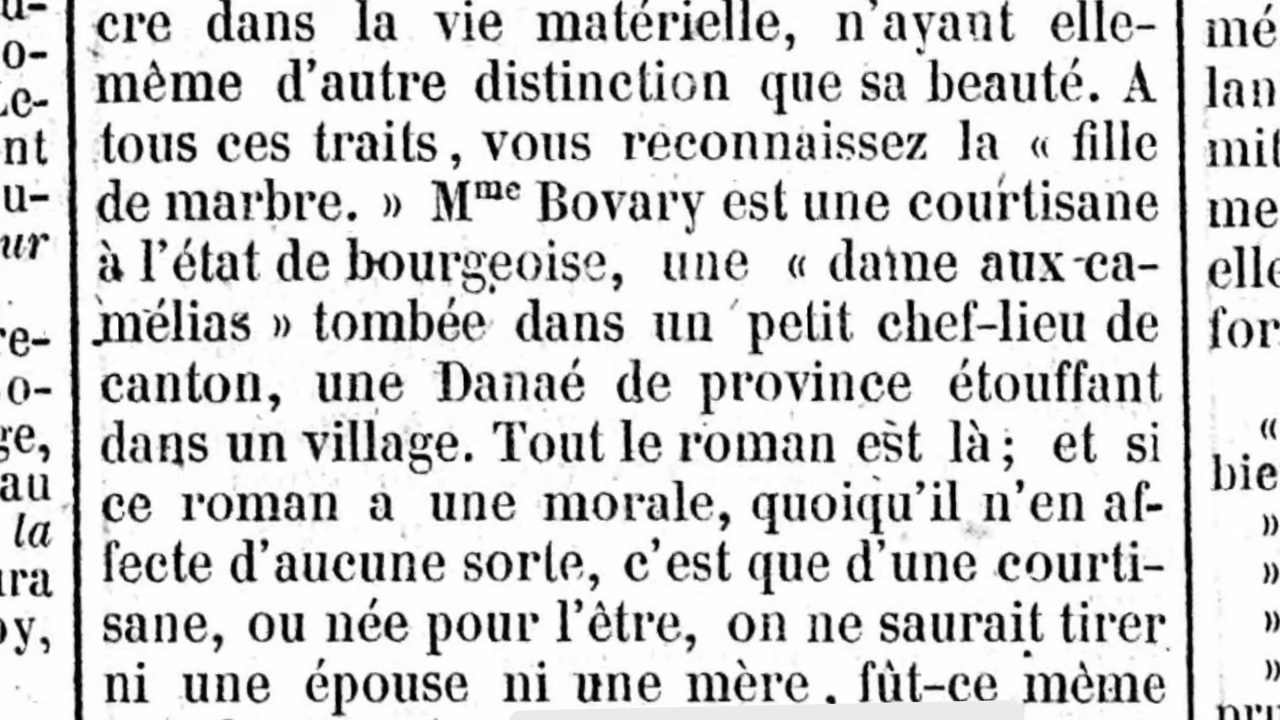 cre dans la vie matérielle, n'ayant elle-
même d'autre distinction que sa beauté. A
tous ces traits, vous reconnaissez la « fille
de marbre. » Mme Bovary est une courtisane
à l'état de bourgeoise, une « dame aux-ca-
mélias » tombée dans un petit chef-lieu de
canton, une Danaé de province étouffant
dans un village. Tout le roman est là; et si
ce roman a une morale, quoiqu'il n'en af-
fecte d'aucune sorte, c'est que d'une courti-
sane, ou née pour l'être, on ne saurait tirer
ni une épouse ni une mère, fût-ce même